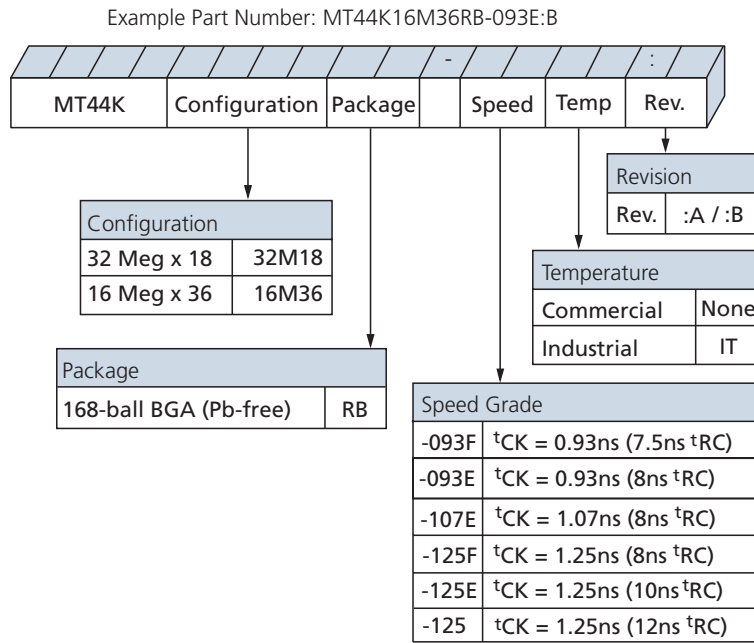 Example Part Number: MT44K16M36RB-093E:B
- :
MT44K Configuration Package Speed Temp Rev.
Revision
Rev. :A / :B
Configuration
32 Meg x 18 32M18
16 Meg x 36 16M36
Temperature
Commercial None
Industrial IT
Package
168-ball BGA (Pb-free) RB
Speed Grade
-093F tCK = 0.93ns (7.5ns tRC)
-093E tCK = 0.93ns (8ns tRC)
-107E tCK = 1.07ns (8ns tRC)
-125F tCK = 1.25ns (8ns tRC)
-125E tCK = 1.25ns (10ns tRC)
-125 tCK = 1.25ns (12ns tRC)